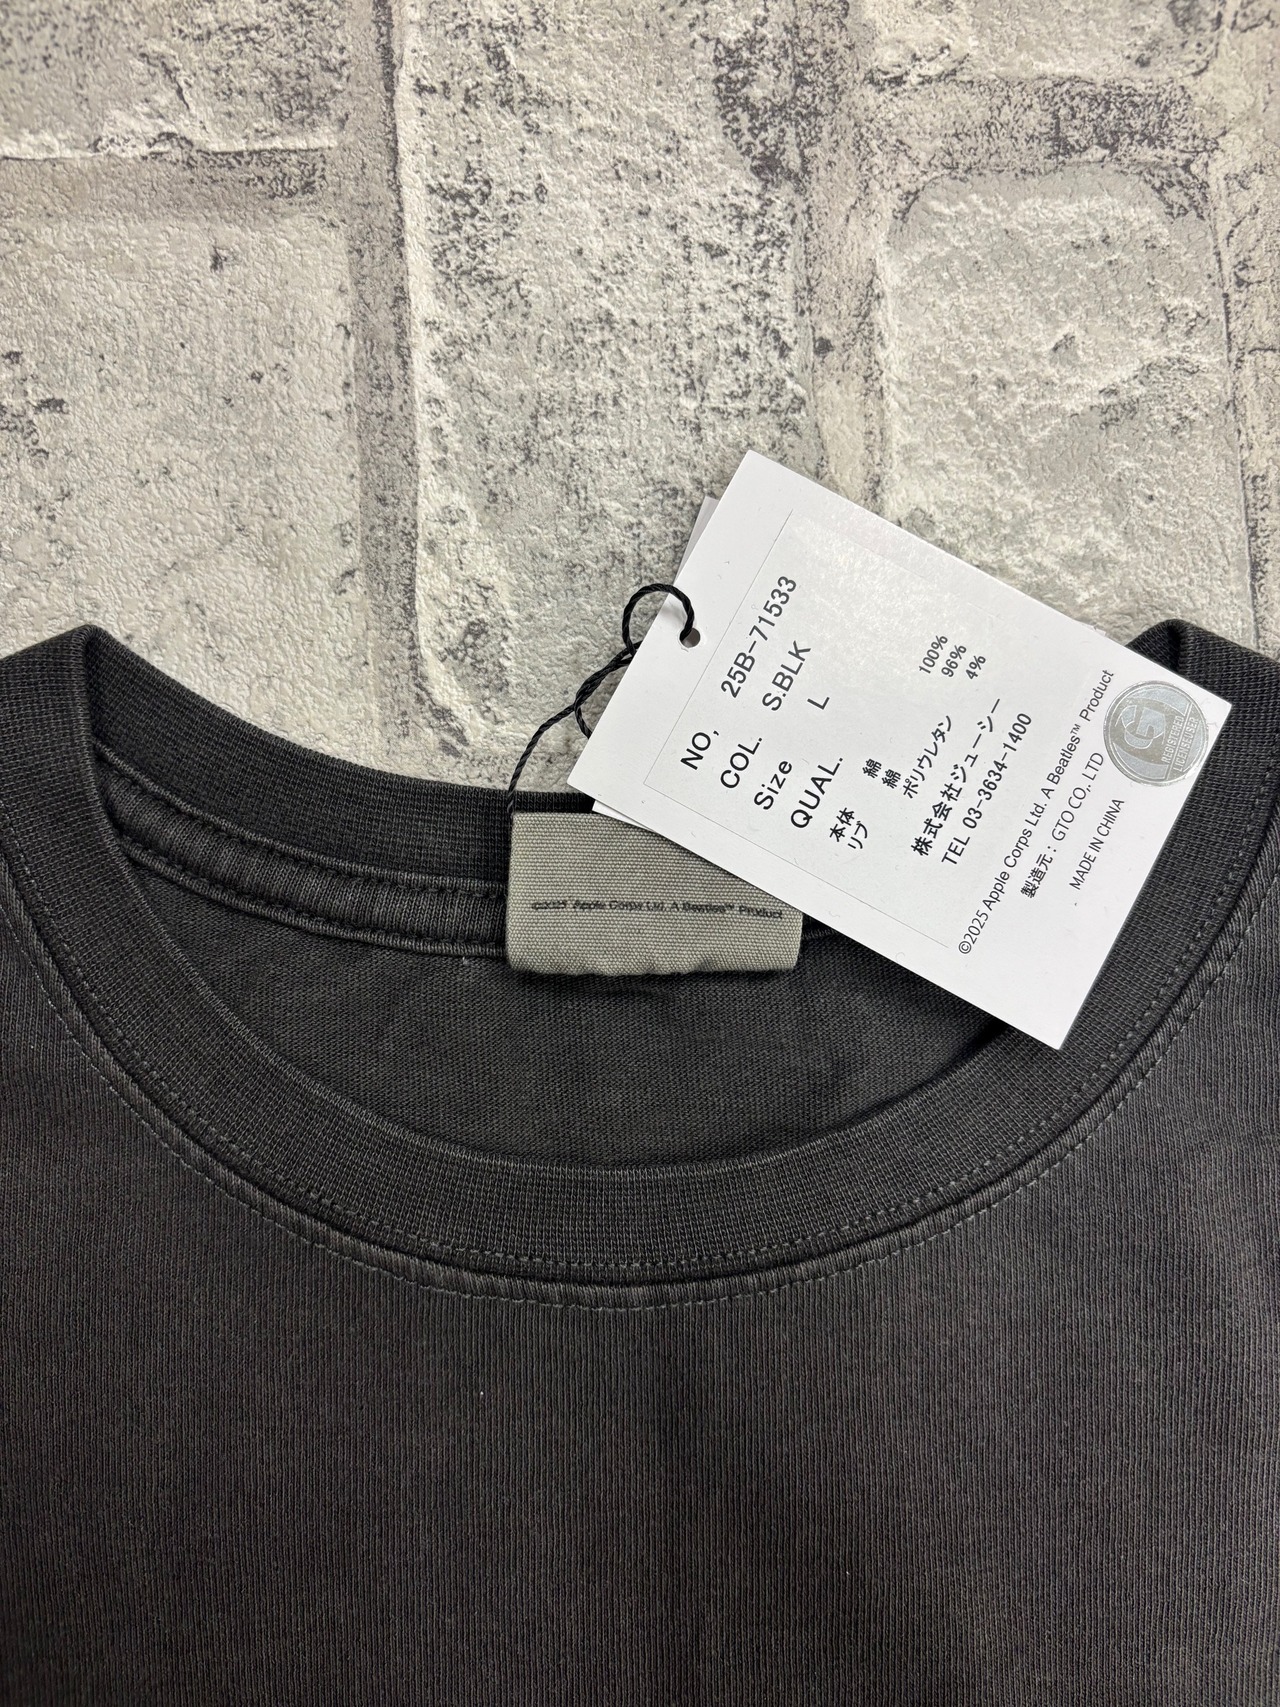 NO, 25B-71533
COL. S.BLK
Size L
QUAL.
本体 綿 100%
リブ 綿 96%
ポリウレタン 4%
株式会社ジューシー
TEL 03-3634-1400
©2025 Apple Corps Ltd. A Beatles™ Product
製造元：GTO CO,. LTD
MADE IN CHINA
G
©2025 Apple Corps Ltd. A Beatles™ Product